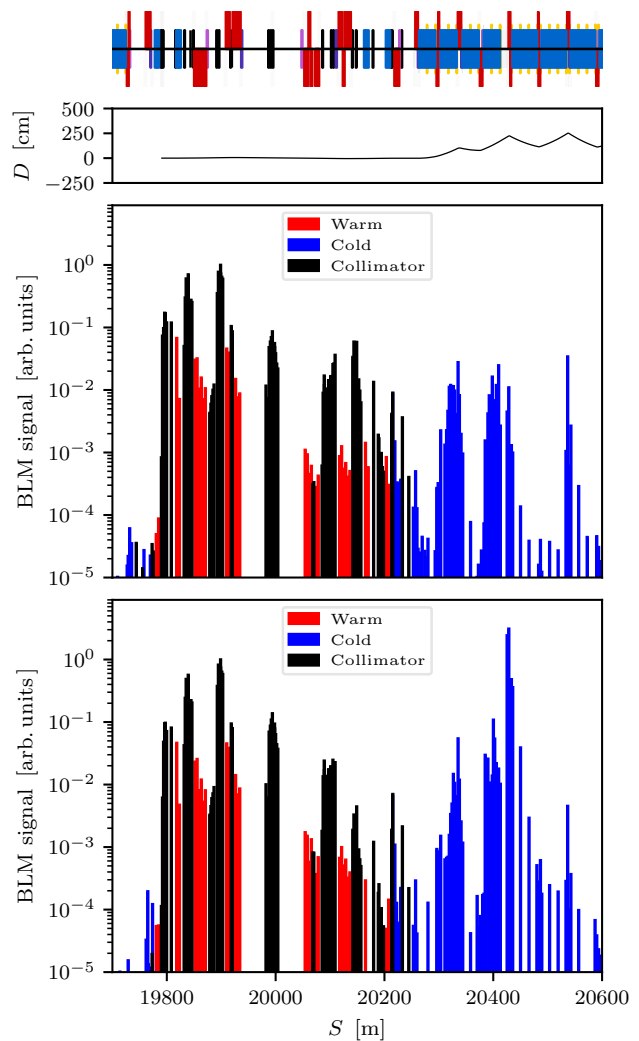 500
250
0
−250
D [cm]
Warm
Cold
Collimator
10⁰
10⁻¹
10⁻²
10⁻³
10⁻⁴
10⁻⁵
BLM signal [arb. units]
Warm
Cold
Collimator
10⁰
10⁻¹
10⁻²
10⁻³
10⁻⁴
10⁻⁵
BLM signal [arb. units]
19800 20000 20200 20400 20600
S [m]